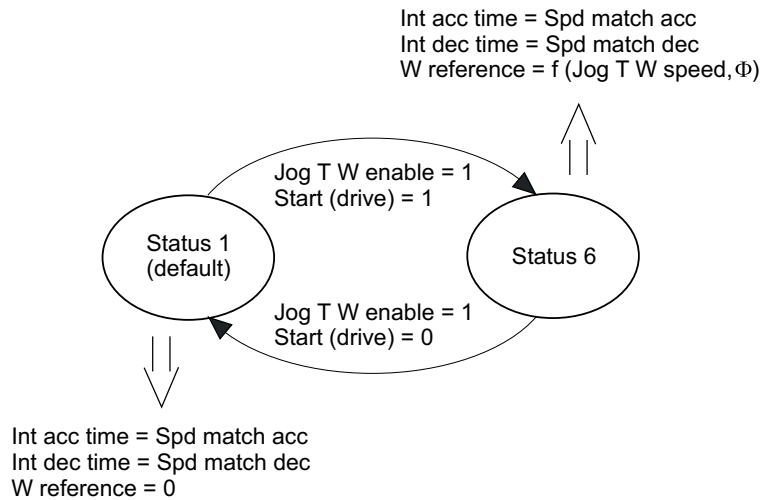 Int acc time = Spd match acc
Int dec time = Spd match dec
W reference = f (Jog T W speed, Φ)
Jog T W enable = 1
Start (drive) = 1
Status 1
(default)
Status 6
Jog T W enable = 1
Start (drive) = 0
Int acc time = Spd match acc
Int dec time = Spd match dec
W reference = 0